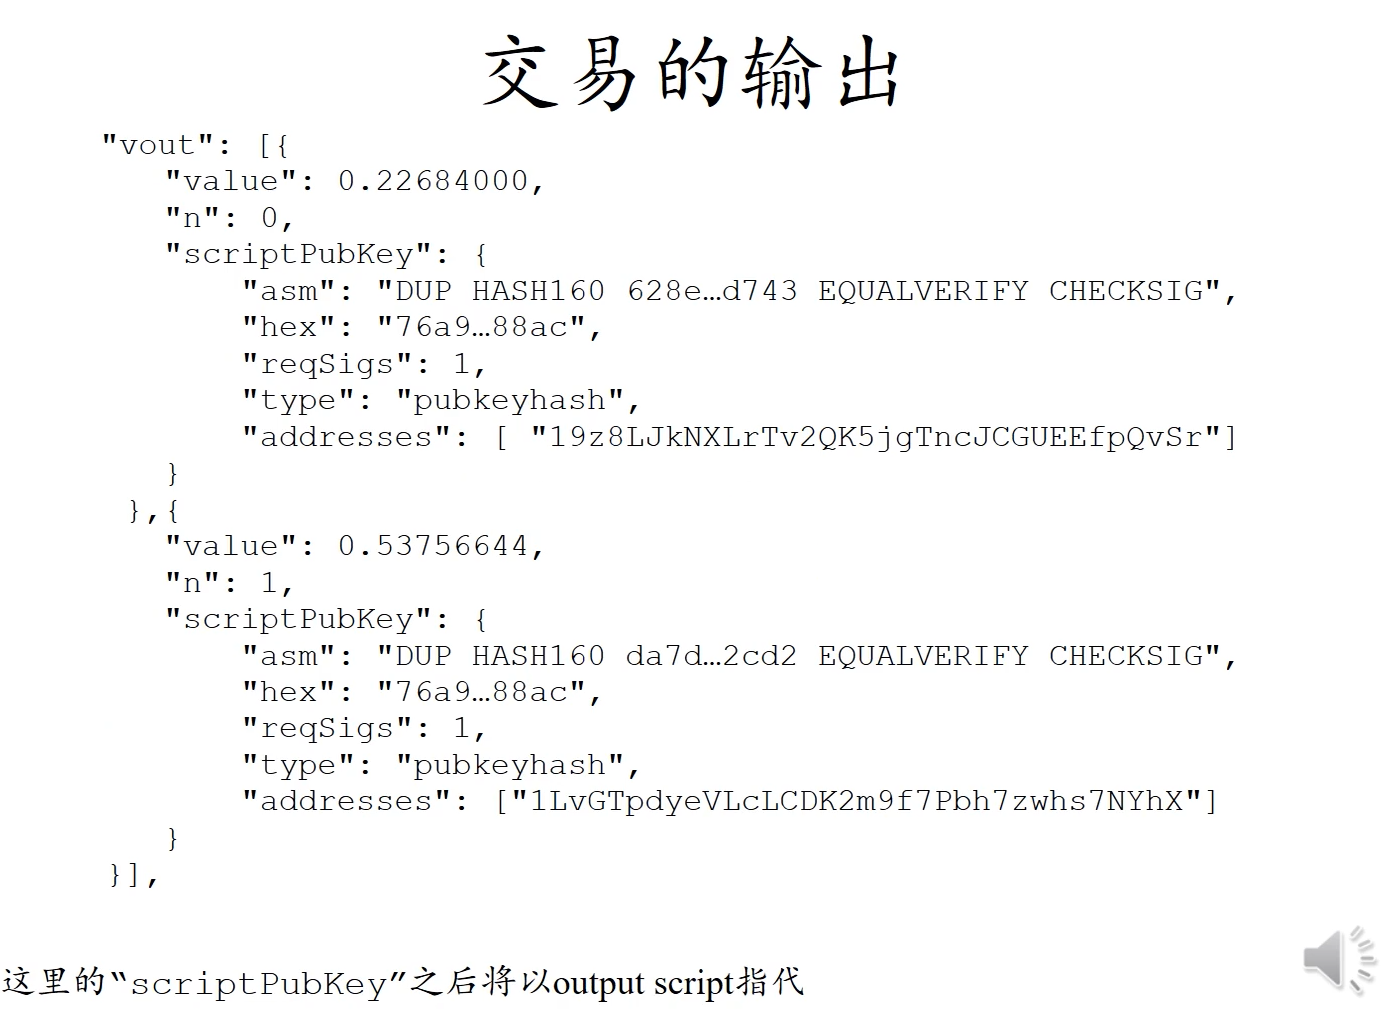 交易的输出
"vout": [{
"value": 0.22684000,
"n": 0,
"scriptPubKey": {
"asm": "DUP HASH160 628e…d743 EQUALVERIFY CHECKSIG",
"hex": "76a9…88ac",
"reqSigs": 1,
"type": "pubkeyhash",
"addresses": [ "19z8LJkNXLrTv2QK5jgTncJCGUEEfpQvSr"]
}
},{
"value": 0.53756644,
"n": 1,
"scriptPubKey": {
"asm": "DUP HASH160 da7d…2cd2 EQUALVERIFY CHECKSIG",
"hex": "76a9…88ac",
"reqSigs": 1,
"type": "pubkeyhash",
"addresses": ["1LvGTpdyeVLcLCDK2m9f7Pbh7zwhs7NYhX"]
}
}],
这里的“scriptPubKey”之后将以output script指代